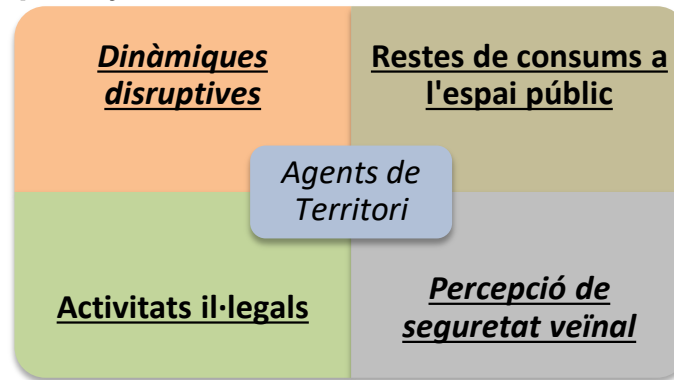 Dinàmiques
disruptives
Restes de consums a
l'espai públic
Agents de
Territori
Activitats il·legals
Percepció de
seguretat veïnal